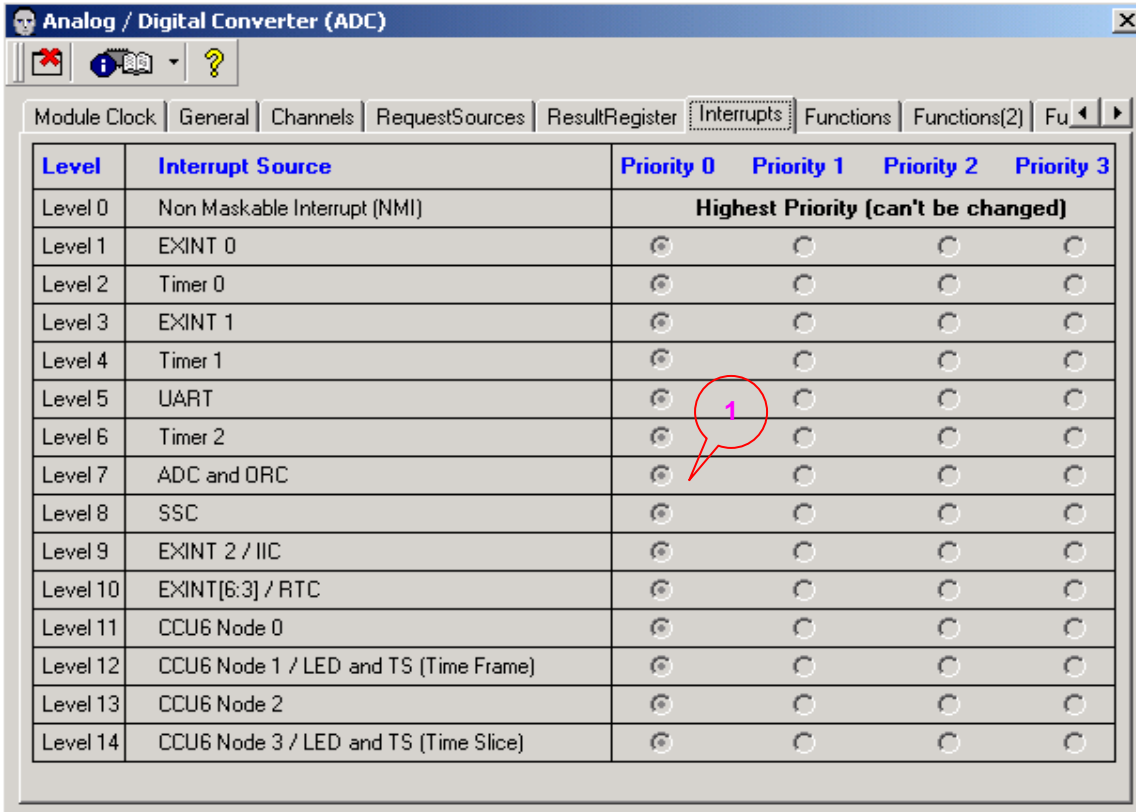 Analog / Digital Converter (ADC)
Module Clock General Channels RequestSources ResultRegister Interrupts Functions Functions(2) Fu
Level Interrupt Source Priority 0 Priority 1 Priority 2 Priority 3
Level 0 Non Maskable Interrupt (NMI) Highest Priority (can't be changed)
Level 1 EXINT 0
Level 2 Timer 0
Level 3 EXINT 1
Level 4 Timer 1
Level 5 UART
1
Level 6 Timer 2
Level 7 ADC and ORC
Level 8 SSC
Level 9 EXINT 2 / IIC
Level 10 EXINT[6:3] / RTC
Level 11 CCU6 Node 0
Level 12 CCU6 Node 1 / LED and TS (Time Frame)
Level 13 CCU6 Node 2
Level 14 CCU6 Node 3 / LED and TS (Time Slice)